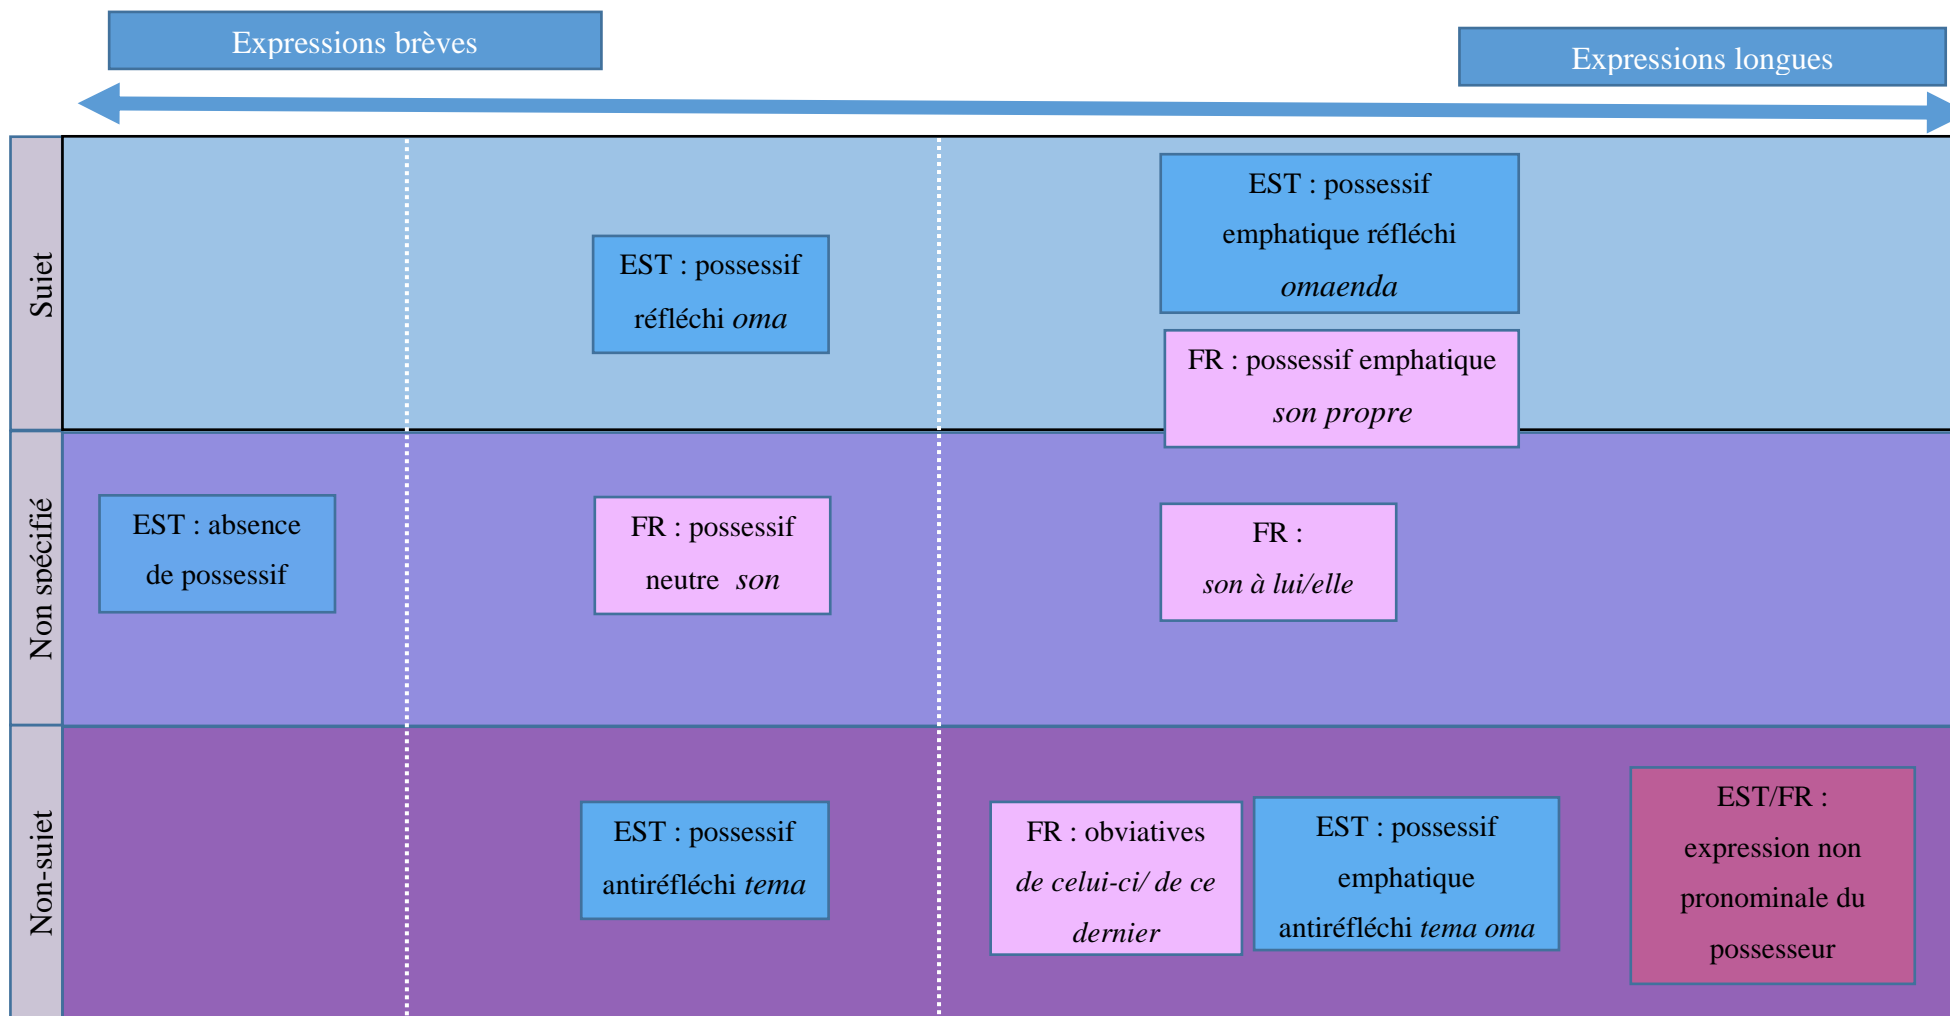 Expressions brèves
Expressions longues
Sujet
EST : possessif
réfléchi oma
EST : possessif
emphatique réfléchi
omaenda
FR : possessif emphatique
son propre
Non spécifié
EST : absence
de possessif
FR : possessif
neutre son
FR :
son à lui/elle
Non-sujet
EST : possessif
antiréfléchi tema
FR : obviatives
de celui-ci/ de ce
dernier
EST : possessif
emphatique
antiréfléchi tema oma
EST/FR :
expression non
pronominale du
possesseur